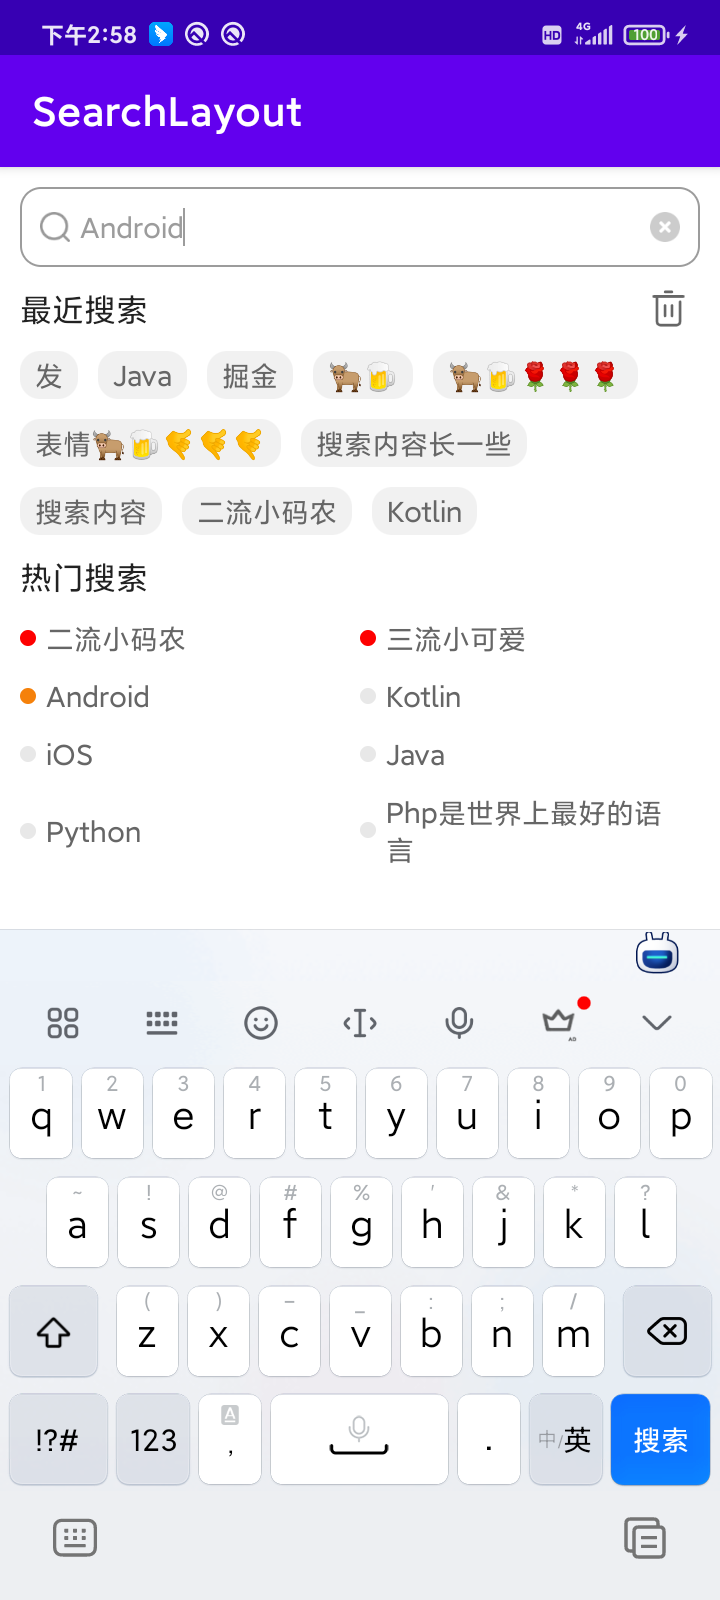 下午2:58 HD 4G 100
SearchLayout
Android
最近搜索
发 Java 掘金 🐂🍺 🐂🍺🌹🌹🌹
表情🐂🍺🤙🤙🤙 搜索内容长一些
搜索内容 二流小码农 Kotlin
热门搜索
二流小码农 三流小可爱
Android Kotlin
iOS Java
Python Php是世界上最好的语
言
AD
1 2 3 4 5 6 7 8 9 0
q w e r t y u i o p
~ ! @ # % ' & * ?
a s d f g h j k l
( ) – _ : ; /
z x c v b n m
!?# 123 A , . 中/英 搜索